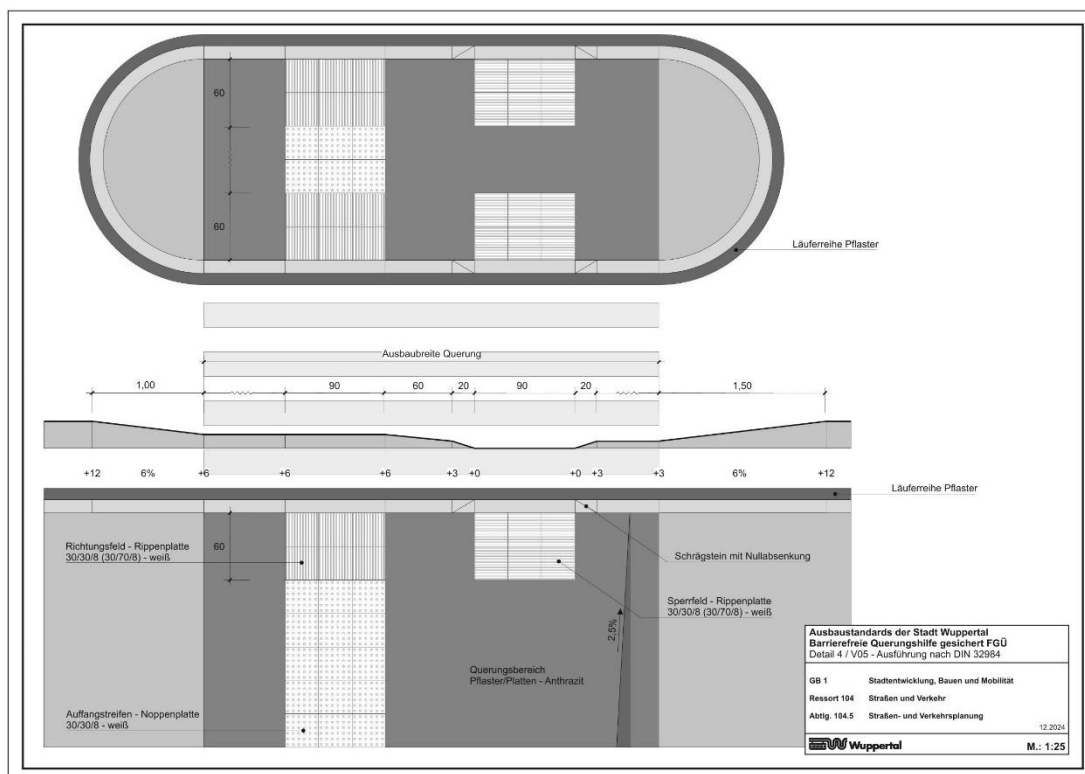 60
60
Läuferreihe Pflaster
Ausbaubreite Querung
1,00
90
60
20
90
20
1,50
+12
6%
+6
+6
+6
+3
+0
+0
+3
+3
6%
+12
Läuferreihe Pflaster
Richtungsfeld - Rippenplatte
30/30/8 (30/70/8) - weiß
60
Schrägstein mit Nullabsenkung
Sperrfeld - Rippenplatte
30/30/8 (30/70/8) - weiß
2,5%
Querungsbereich
Pflaster/Platten - Anthrazit
Auffangstreifen - Noppenplatte
30/30/8 - weiß
Ausbaustandards der Stadt Wuppertal
Barrierefreie Querungshilfe gesichert FGÜ
Detail 4 / V05 - Ausführung nach DIN 32984
GB 1 Stadtentwicklung, Bauen und Mobilität
Ressort 104 Straßen und Verkehr
Abtlg. 104.5 Straßen- und Verkehrsplanung
12.2024
Wuppertal
M.: 1:25